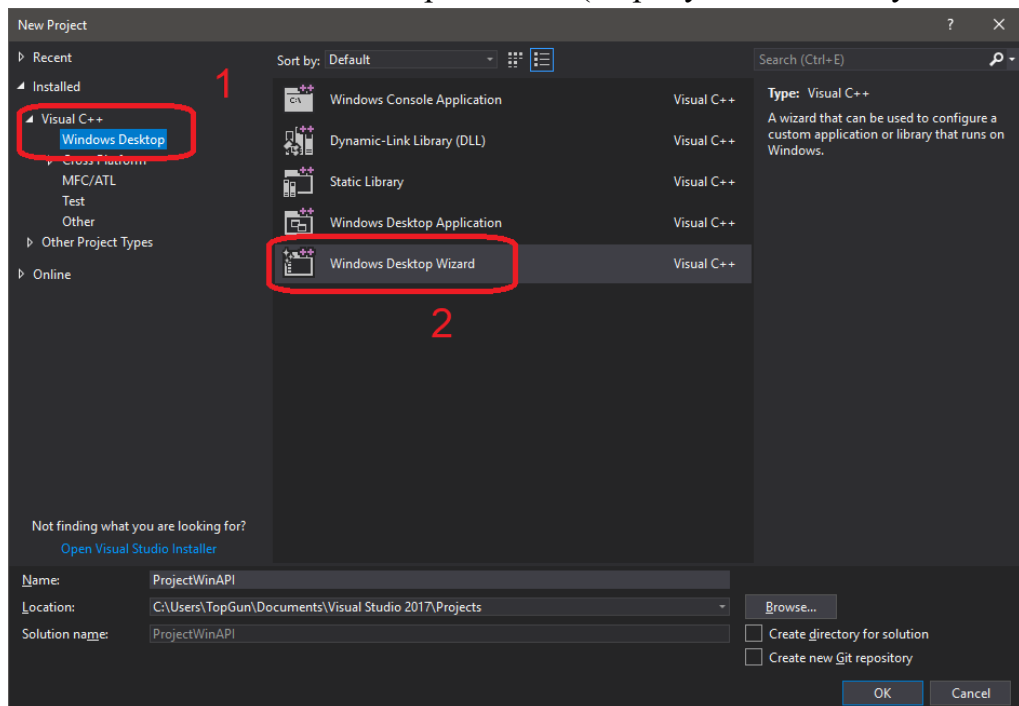 New Project ? ×
Recent
Installed
1
Visual C++
Windows Desktop
Cross Platform
MFC/ATL
Test
Other
Other Project Types
Online
Not finding what you are looking for?
Open Visual Studio Installer
Sort by: Default
Windows Console Application Visual C++
Dynamic-Link Library (DLL) Visual C++
Static Library Visual C++
Windows Desktop Application Visual C++
Windows Desktop Wizard Visual C++
2
Search (Ctrl+E)
Type: Visual C++
A wizard that can be used to configure a
custom application or library that runs on
Windows.
Name: ProjectWinAPI
Location: C:\Users\TopGun\Documents\Visual Studio 2017\Projects
Browse...
Solution name: ProjectWinAPI
Create directory for solution
Create new Git repository
OK Cancel